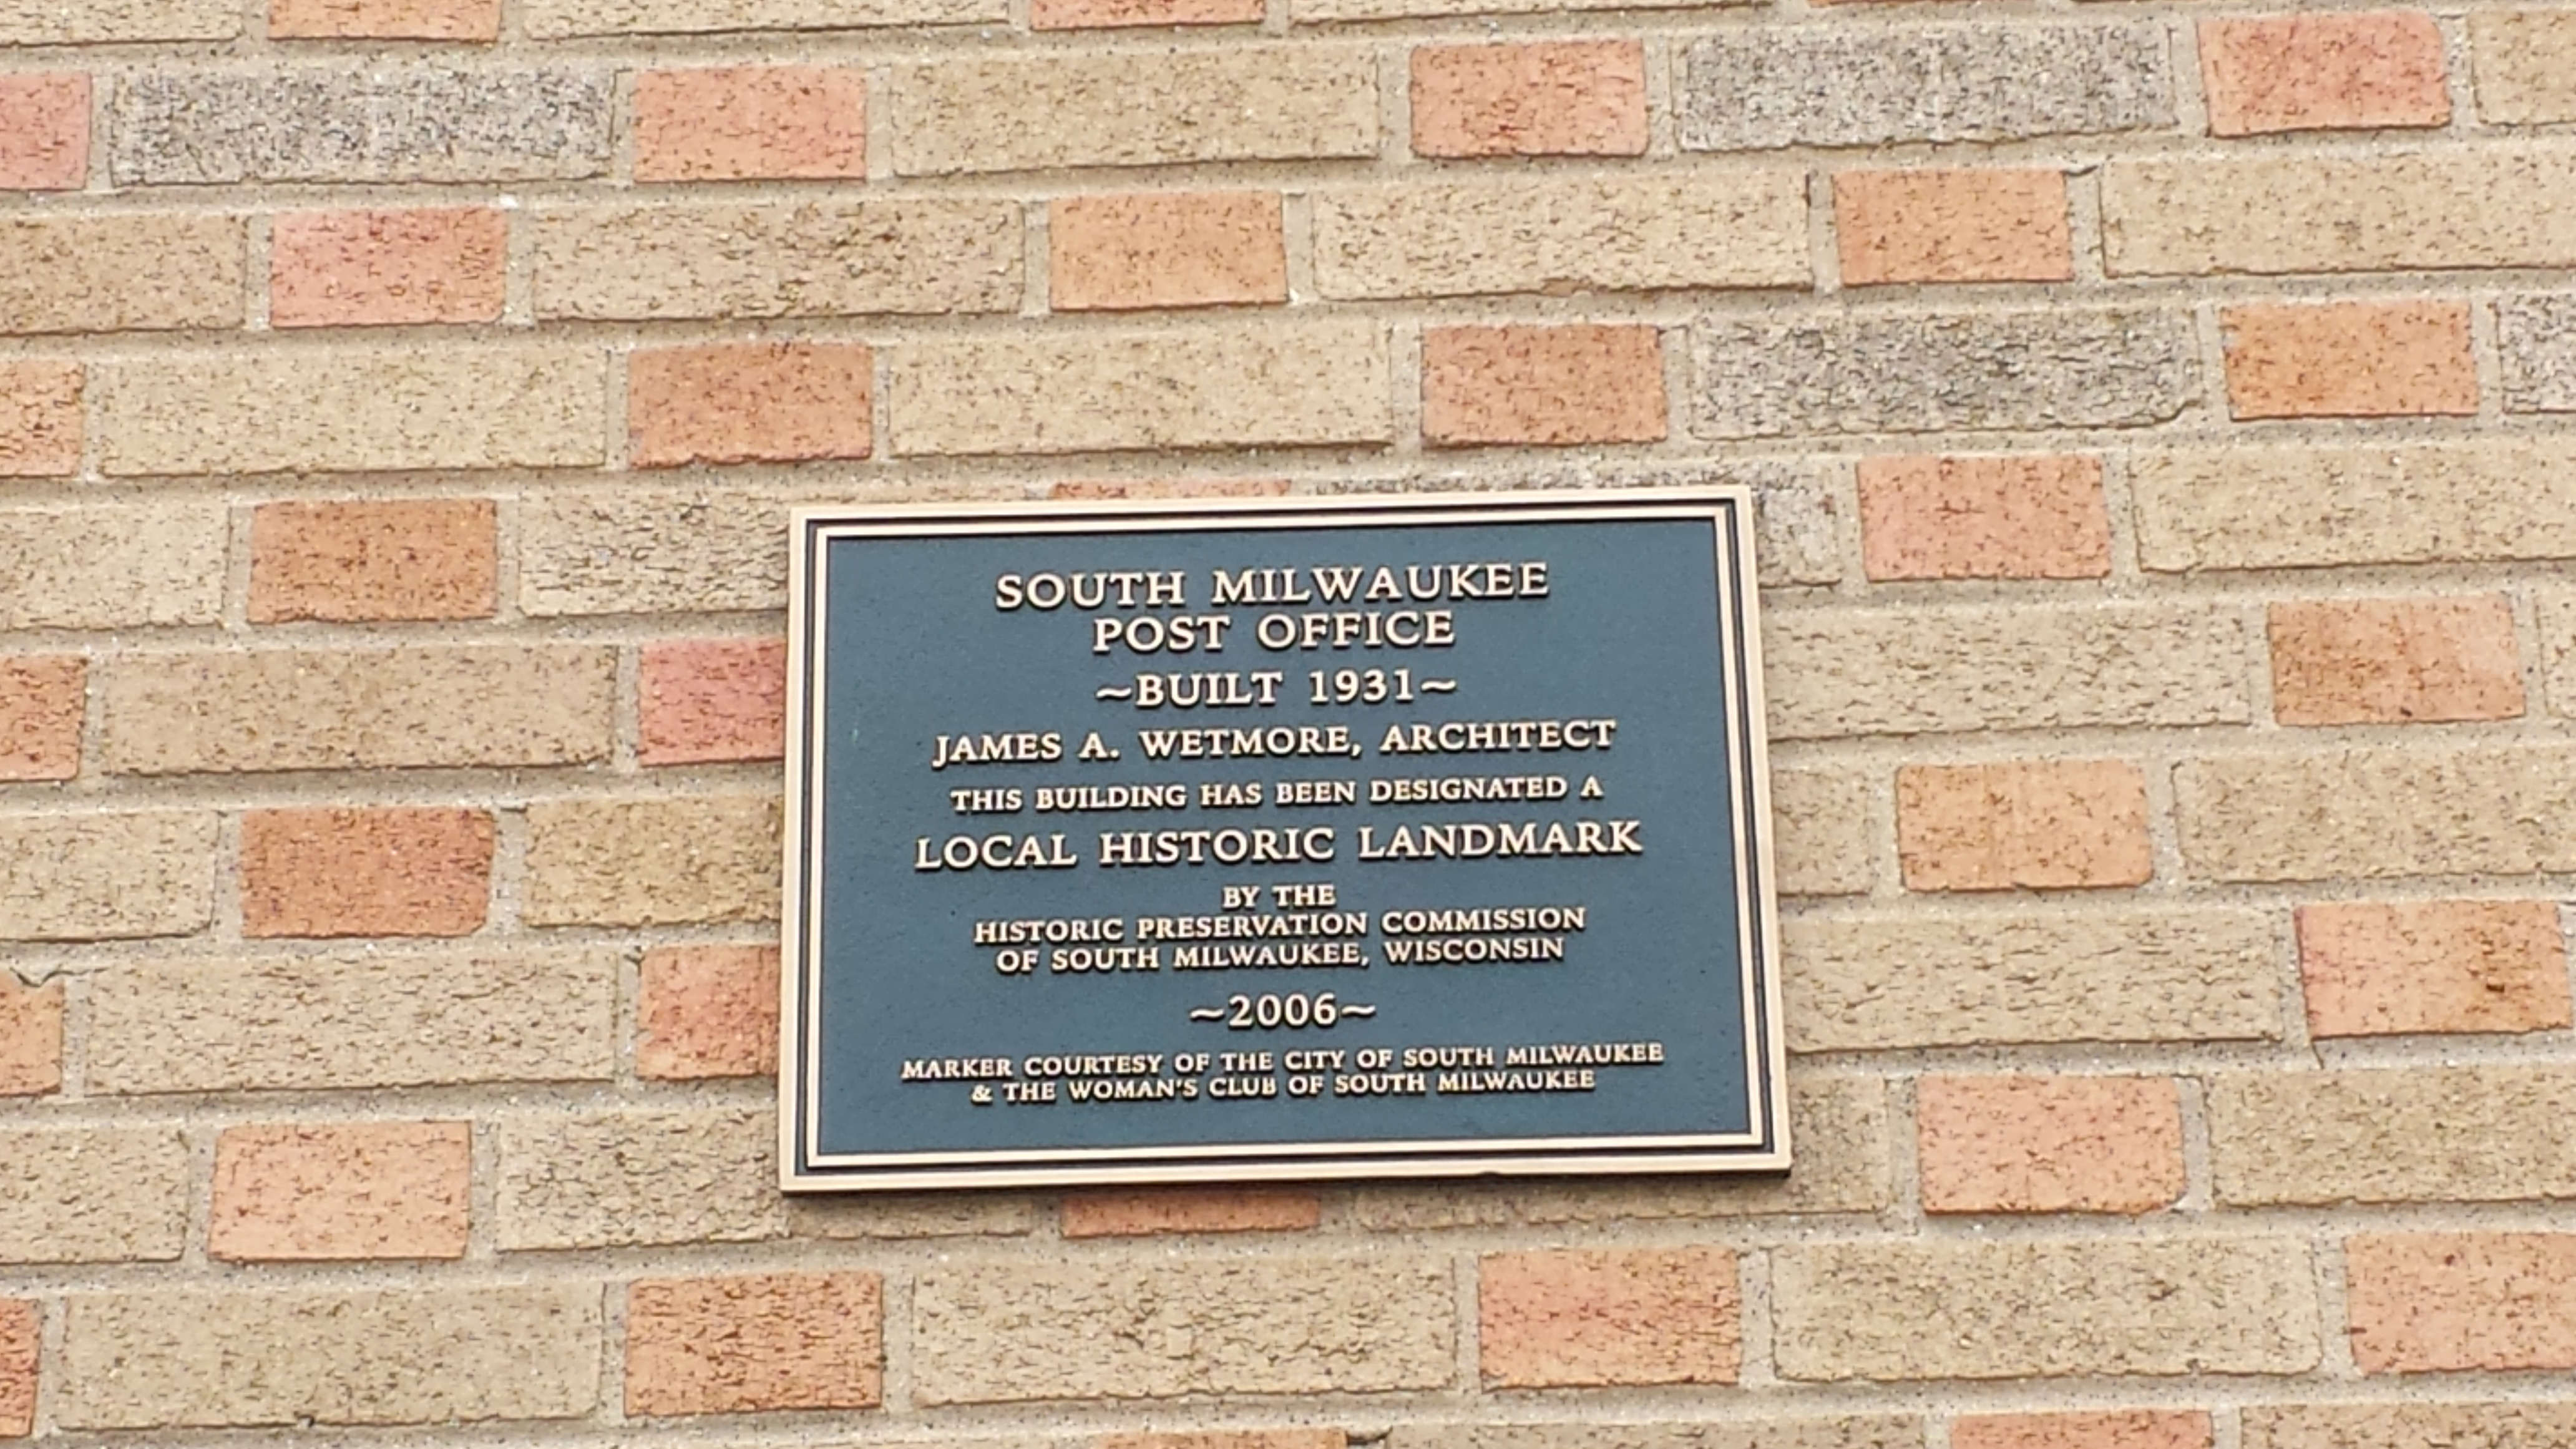 SOUTH MILWAUKEE
POST OFFICE
~BUILT 1931~
JAMES A. WETMORE, ARCHITECT
THIS BUILDING HAS BEEN DESIGNATED A
LOCAL HISTORIC LANDMARK
BY THE
HISTORIC PRESERVATION COMMISSION
OF SOUTH MILWAUKEE, WISCONSIN
~2006~
MARKER COURTESY OF THE CITY OF SOUTH MILWAUKEE
& THE WOMAN'S CLUB OF SOUTH MILWAUKEE